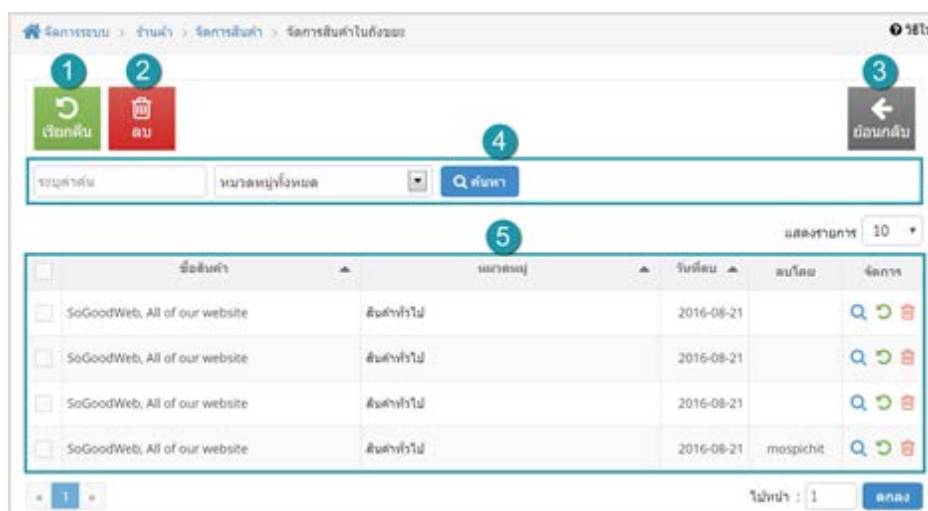 จัดการระบบ > ร้านค้า > จัดการสินค้า > จัดการสินค้าในถังขยะ
วิธีใ
1 2 3
เรียกคืน ลบ ย้อนกลับ
4
ระบุคำค้น หมวดหมู่ทั้งหมด ค้นหา
แสดงรายการ 10
5
ชื่อสินค้า หมวดหมู่ วันที่ลบ ลบโดย จัดการ
SoGoodWeb, All of our website สินค้าทั่วไป 2016-08-21
SoGoodWeb, All of our website สินค้าทั่วไป 2016-08-21
SoGoodWeb, All of our website สินค้าทั่วไป 2016-08-21
SoGoodWeb, All of our website สินค้าทั่วไป 2016-08-21 mospichit
« 1 » ไปหน้า : 1 ตกลง